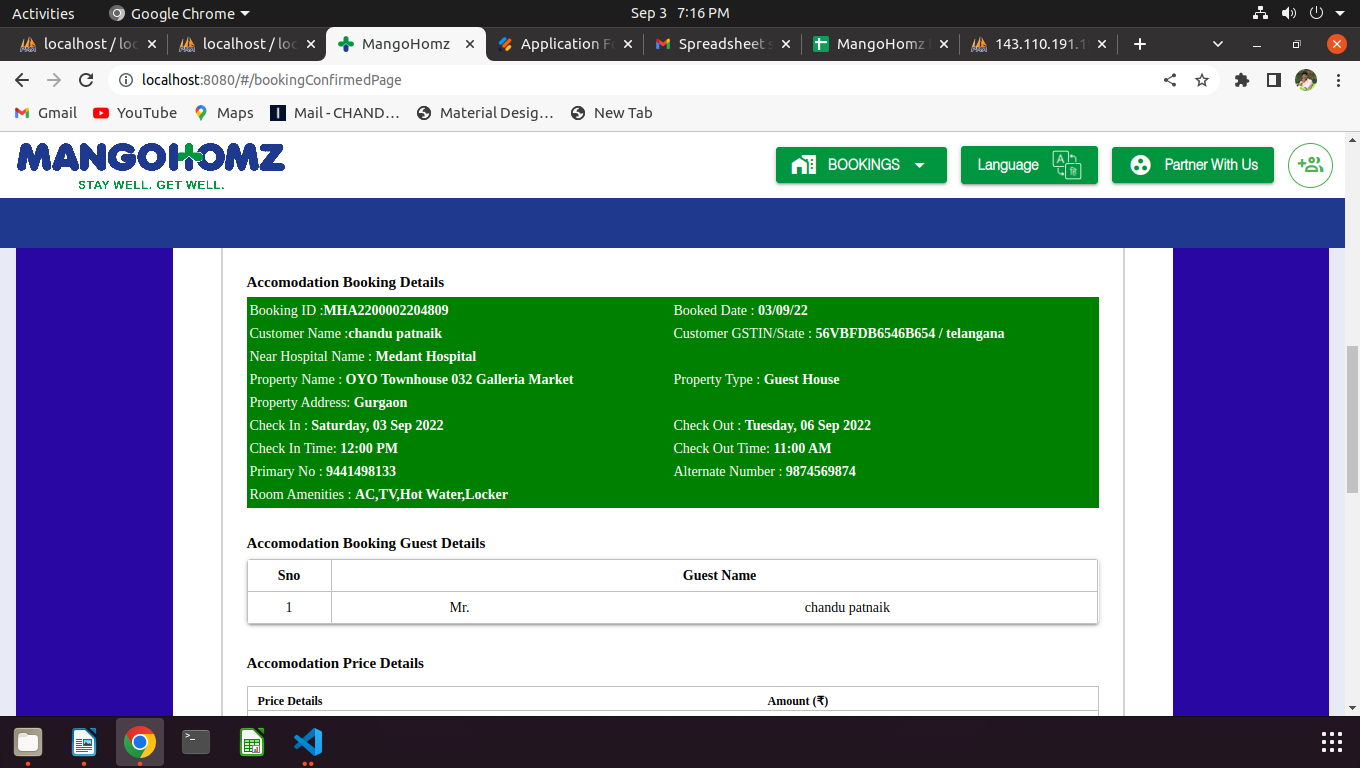 Activities Google Chrome Sep 3 7:16 PM
localhost / loc localhost / loc MangoHomz Application Fo Spreadsheet s MangoHomz 143.110.191.1
localhost:8080/#/bookingConfirmedPage
Gmail YouTube Maps Mail - CHAND... Material Desig... New Tab
MANGOHOMZ
STAY WELL. GET WELL.
BOOKINGS Language Partner With Us
Accomodation Booking Details
Booking ID :MHA2200002204809 Booked Date : 03/09/22
Customer Name :chandu patnaik Customer GSTIN/State : 56VBFDB6546B654 / telangana
Near Hospital Name : Medant Hospital
Property Name : OYO Townhouse 032 Galleria Market Property Type : Guest House
Property Address: Gurgaon
Check In : Saturday, 03 Sep 2022 Check Out : Tuesday, 06 Sep 2022
Check In Time: 12:00 PM Check Out Time: 11:00 AM
Primary No : 9441498133 Alternate Number : 9874569874
Room Amenities : AC,TV,Hot Water,Locker
Accomodation Booking Guest Details
Sno Guest Name
1 Mr. chandu patnaik
Accomodation Price Details
Price Details Amount (₹)